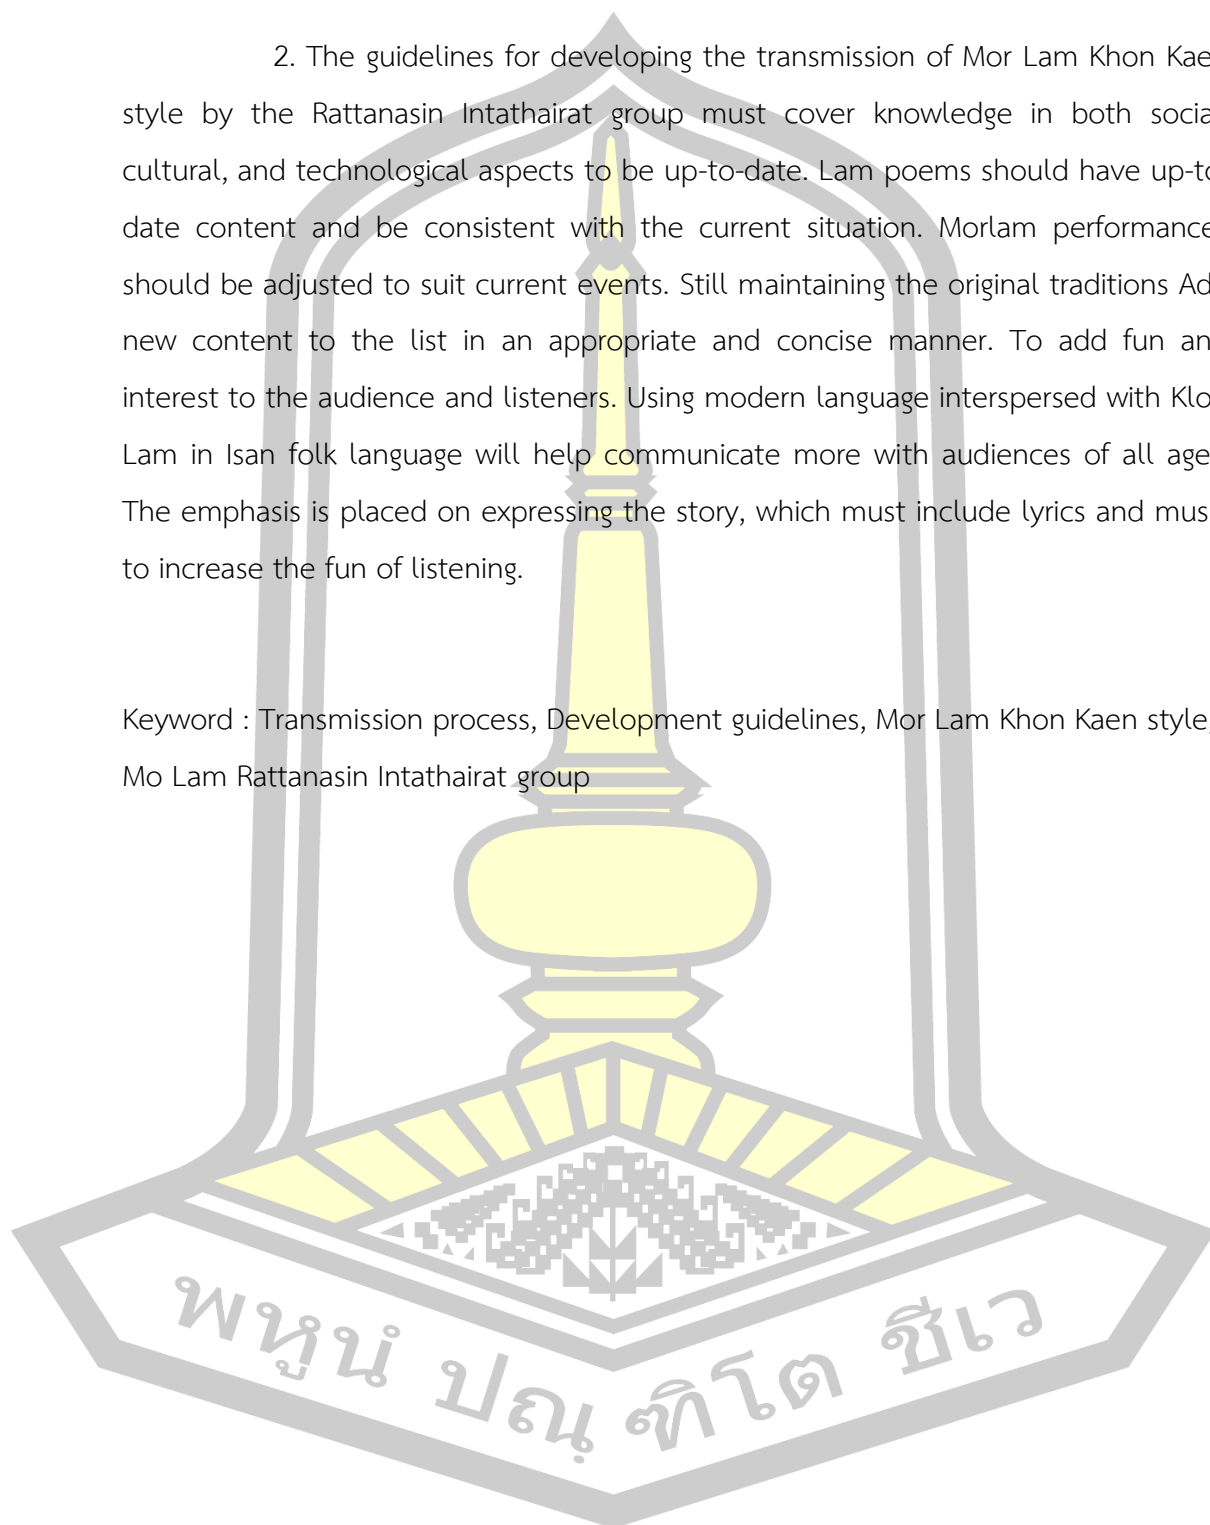 2. The guidelines for developing the transmission of Mor Lam Khon Kae
style by the Rattanasin Intathairat group must cover knowledge in both socia
cultural, and technological aspects to be up-to-date. Lam poems should have up-to
date content and be consistent with the current situation. Morlam performance
should be adjusted to suit current events. Still maintaining the original traditions Ad
new content to the list in an appropriate and concise manner. To add fun an
interest to the audience and listeners. Using modern language interspersed with Klo
Lam in Isan folk language will help communicate more with audiences of all age
The emphasis is placed on expressing the story, which must include lyrics and mus
to increase the fun of listening.
Keyword : Transmission process, Development guidelines, Mor Lam Khon Kaen style,
Mo Lam Rattanasin Intathairat group
พหูนํ ปณฺฑิโต ชีเว